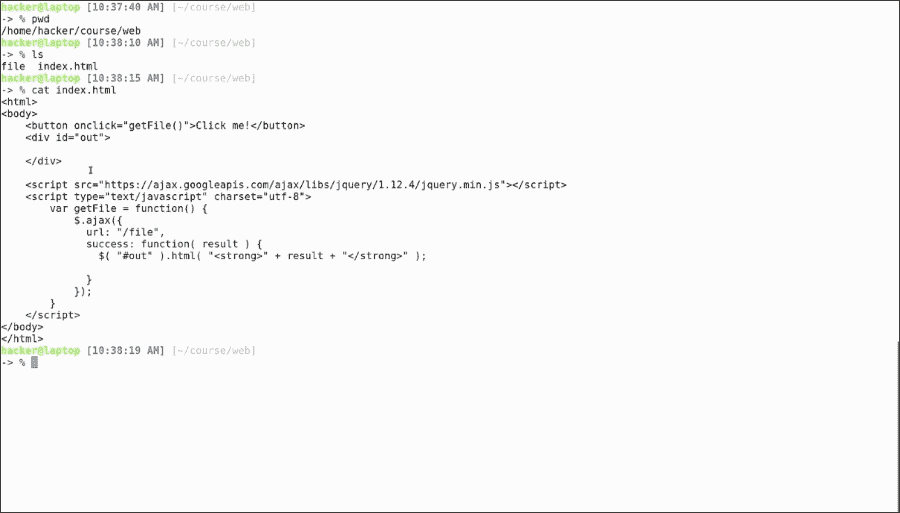 hacker@laptop [10:37:40 AM] [~/course/web]
-> % pwd
/home/hacker/course/web
hacker@laptop [10:38:10 AM] [~/course/web]
-> % ls
file  index.html
hacker@laptop [10:38:15 AM] [~/course/web]
-> % cat index.html
<html>
<body>
    <button onclick="getFile()">Click me!</button>
    <div id="out">
    </div>
    <script src="https://ajax.googleapis.com/ajax/libs/jquery/1.12.4/jquery.min.js"></script>
    <script type="text/javascript" charset="utf-8">
        var getFile = function() {
            $.ajax({
              url: "/file",
              success: function( result ) {
                $( "#out" ).html( "<strong>" + result + "</strong>" );
              }
            });
        }
    </script>
</body>
</html>
hacker@laptop [10:38:19 AM] [~/course/web]
-> %